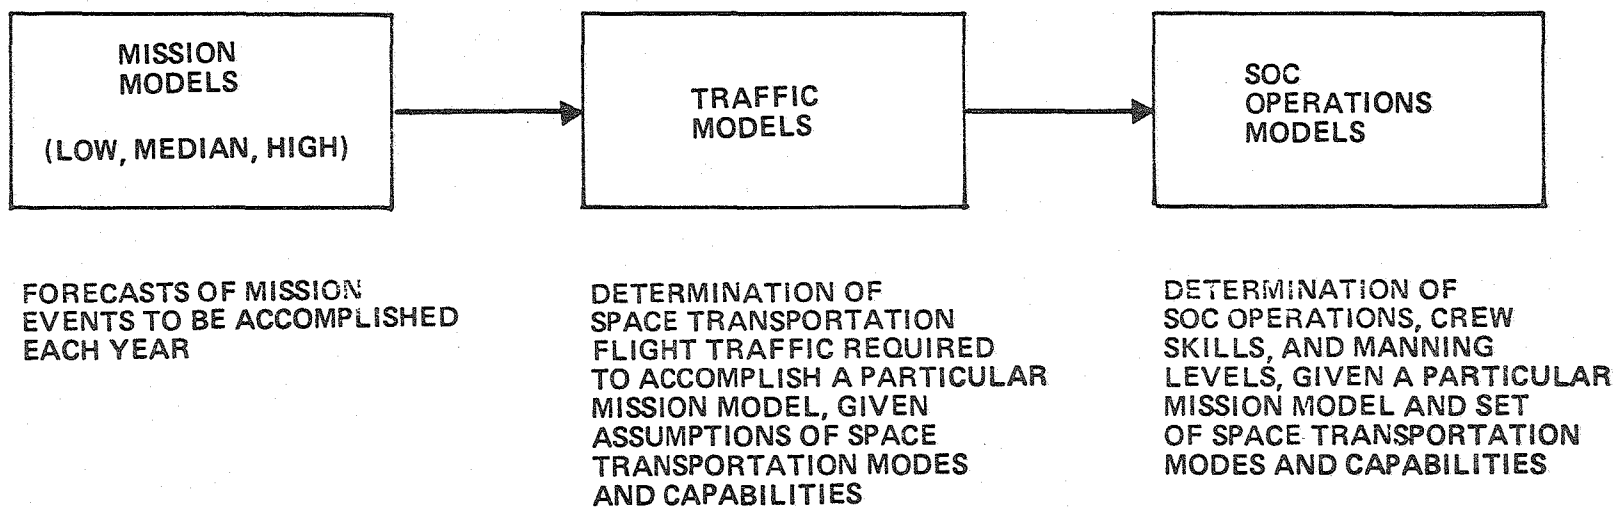 MISSION
MODELS
(LOW, MEDIAN, HIGH)
TRAFFIC
MODELS
SOC
OPERATIONS
MODELS
FORECASTS OF MISSION
EVENTS TO BE ACCOMPLISHED
EACH YEAR
DETERMINATION OF
SPACE TRANSPORTATION
FLIGHT TRAFFIC REQUIRED
TO ACCOMPLISH A PARTICULAR
MISSION MODEL, GIVEN
ASSUMPTIONS OF SPACE
TRANSPORTATION MODES
AND CAPABILITIES
DETERMINATION OF
SOC OPERATIONS, CREW
SKILLS, AND MANNING
LEVELS, GIVEN A PARTICULAR
MISSION MODEL AND SET
OF SPACE TRANSPORTATION
MODES AND CAPABILITIES